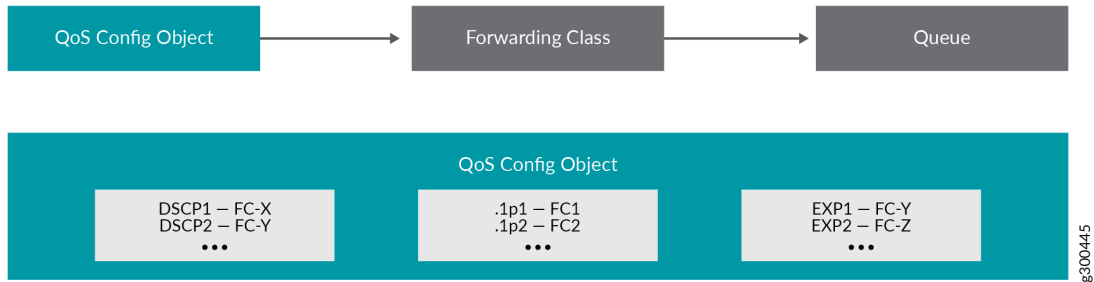 QoS Config Object
Forwarding Class
Queue
QoS Config Object
DSCP1 – FC-X
DSCP2 – FC-Y
•••
.1p1 – FC1
.1p2 – FC2
•••
EXP1 – FC-Y
EXP2 – FC-Z
•••
g300445